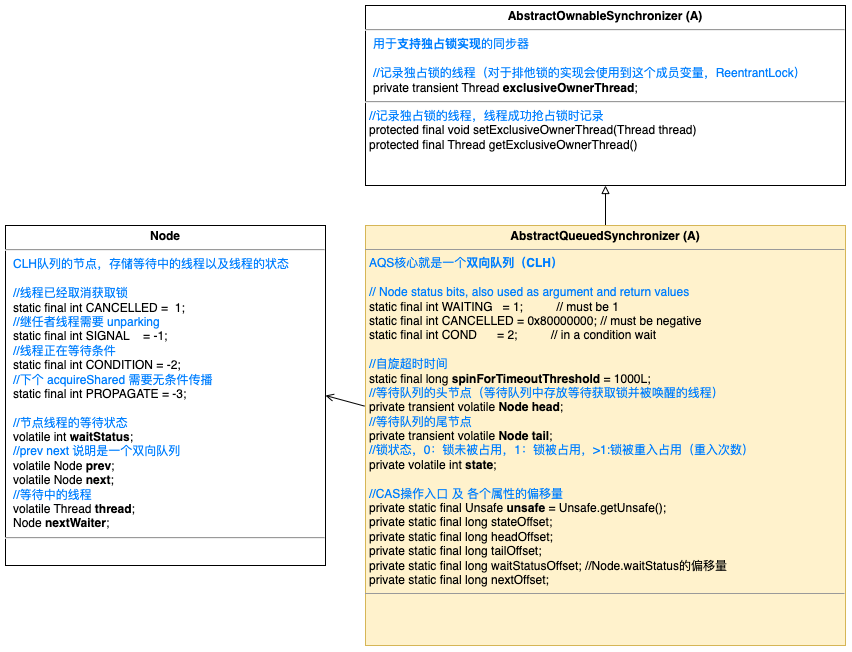 AbstractOwnableSynchronizer (A)
用于支持独占锁实现的同步器
//记录独占锁的线程（对于排他锁的实现会使用到这个成员变量，ReentrantLock）
private transient Thread exclusiveOwnerThread;
//记录独占锁的线程，线程成功抢占锁时记录
protected final void setExclusiveOwnerThread(Thread thread)
protected final Thread getExclusiveOwnerThread()
Node
CLH队列的节点，存储等待中的线程以及线程的状态
//线程已经取消获取锁
static final int CANCELLED =  1;
//继任者线程需要 unparking
static final int SIGNAL    = -1;
//线程正在等待条件
static final int CONDITION = -2;
//下个 acquireShared 需要无条件传播
static final int PROPAGATE = -3;
//节点线程的等待状态
volatile int waitStatus;
//prev next 说明是一个双向队列
volatile Node prev;
volatile Node next;
//等待中的线程
volatile Thread thread;
Node nextWaiter;
AbstractQueuedSynchronizer (A)
AQS核心就是一个双向队列（CLH）
// Node status bits, also used as argument and return values
static final int WAITING   = 1;          // must be 1
static final int CANCELLED = 0x80000000; // must be negative
static final int COND      = 2;          // in a condition wait
//自旋超时时间
static final long spinForTimeoutThreshold = 1000L;
//等待队列的头节点（等待队列中存放等待获取锁并被唤醒的线程）
private transient volatile Node head;
//等待队列的尾节点
private transient volatile Node tail;
//锁状态，0：锁未被占用，1：锁被占用，>1:锁被重入占用（重入次数）
private volatile int state;
//CAS操作入口 及 各个属性的偏移量
private static final Unsafe unsafe = Unsafe.getUnsafe();
private static final long stateOffset;
private static final long headOffset;
private static final long tailOffset;
private static final long waitStatusOffset; //Node.waitStatus的偏移量
private static final long nextOffset;